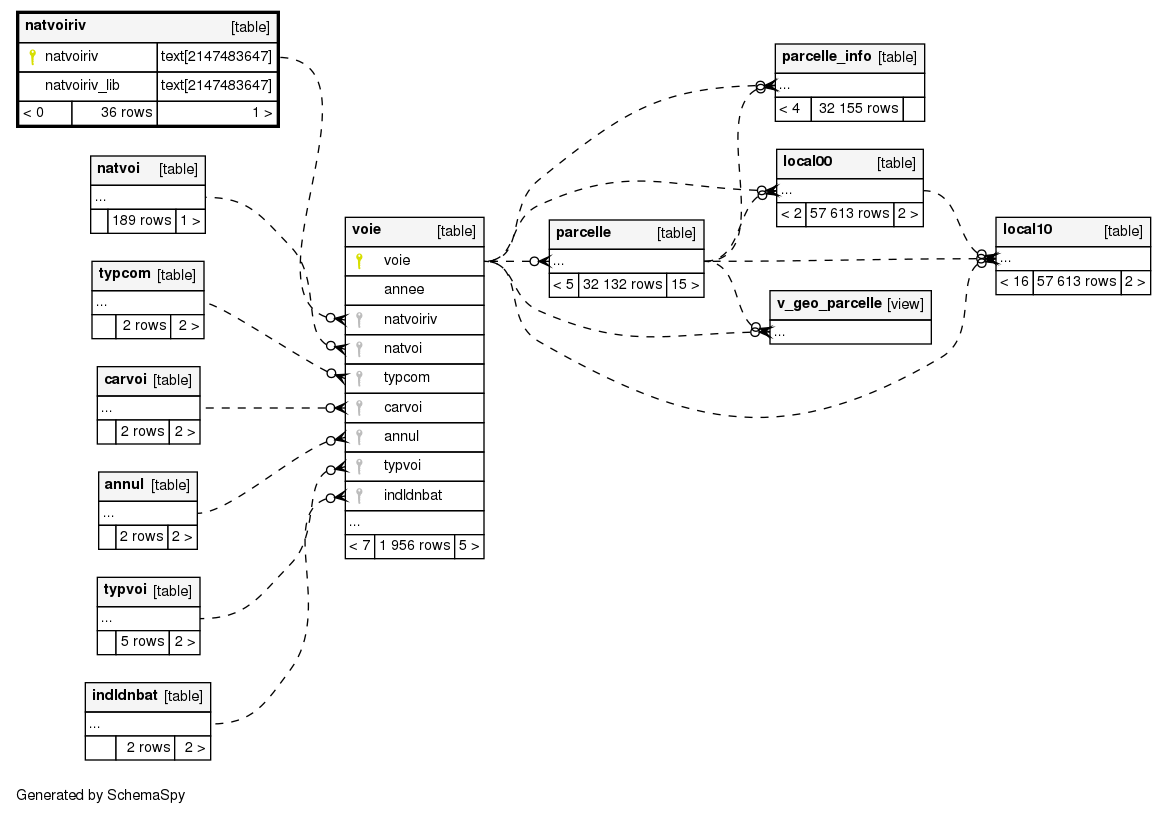 natvoiriv [table]
natvoiriv text[2147483647]
natvoiriv_lib text[2147483647]
< 0 36 rows 1 >
natvoi [table]
...
189 rows 1 >
typcom [table]
...
2 rows 2 >
carvoi [table]
...
2 rows 2 >
annul [table]
...
2 rows 2 >
typvoi [table]
...
5 rows 2 >
indldnbat [table]
...
2 rows 2 >
voie [table]
voie
annee
natvoiriv
natvoi
typcom
carvoi
annul
typvoi
indldnbat
...
< 7 1 956 rows 5 >
parcelle [table]
...
< 5 32 132 rows 15 >
parcelle_info [table]
...
< 4 32 155 rows
local00 [table]
...
< 2 57 613 rows 2 >
v_geo_parcelle [view]
...
local10 [table]
...
< 16 57 613 rows 2 >
Generated by SchemaSpy